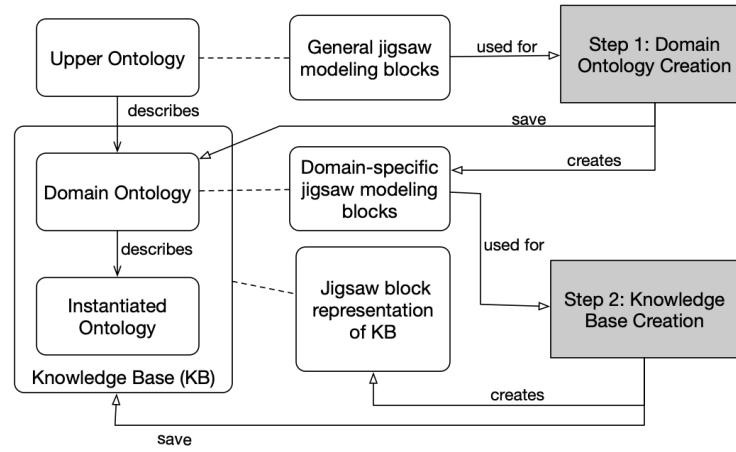 Upper Ontology
General jigsaw
modeling blocks
used for
Step 1: Domain
Ontology Creation
describes
save
creates
Domain Ontology
Domain-specific
jigsaw modeling
blocks
describes
used for
Instantiated
Ontology
Jigsaw block
representation
of KB
Step 2: Knowledge
Base Creation
Knowledge Base (KB)
creates
save